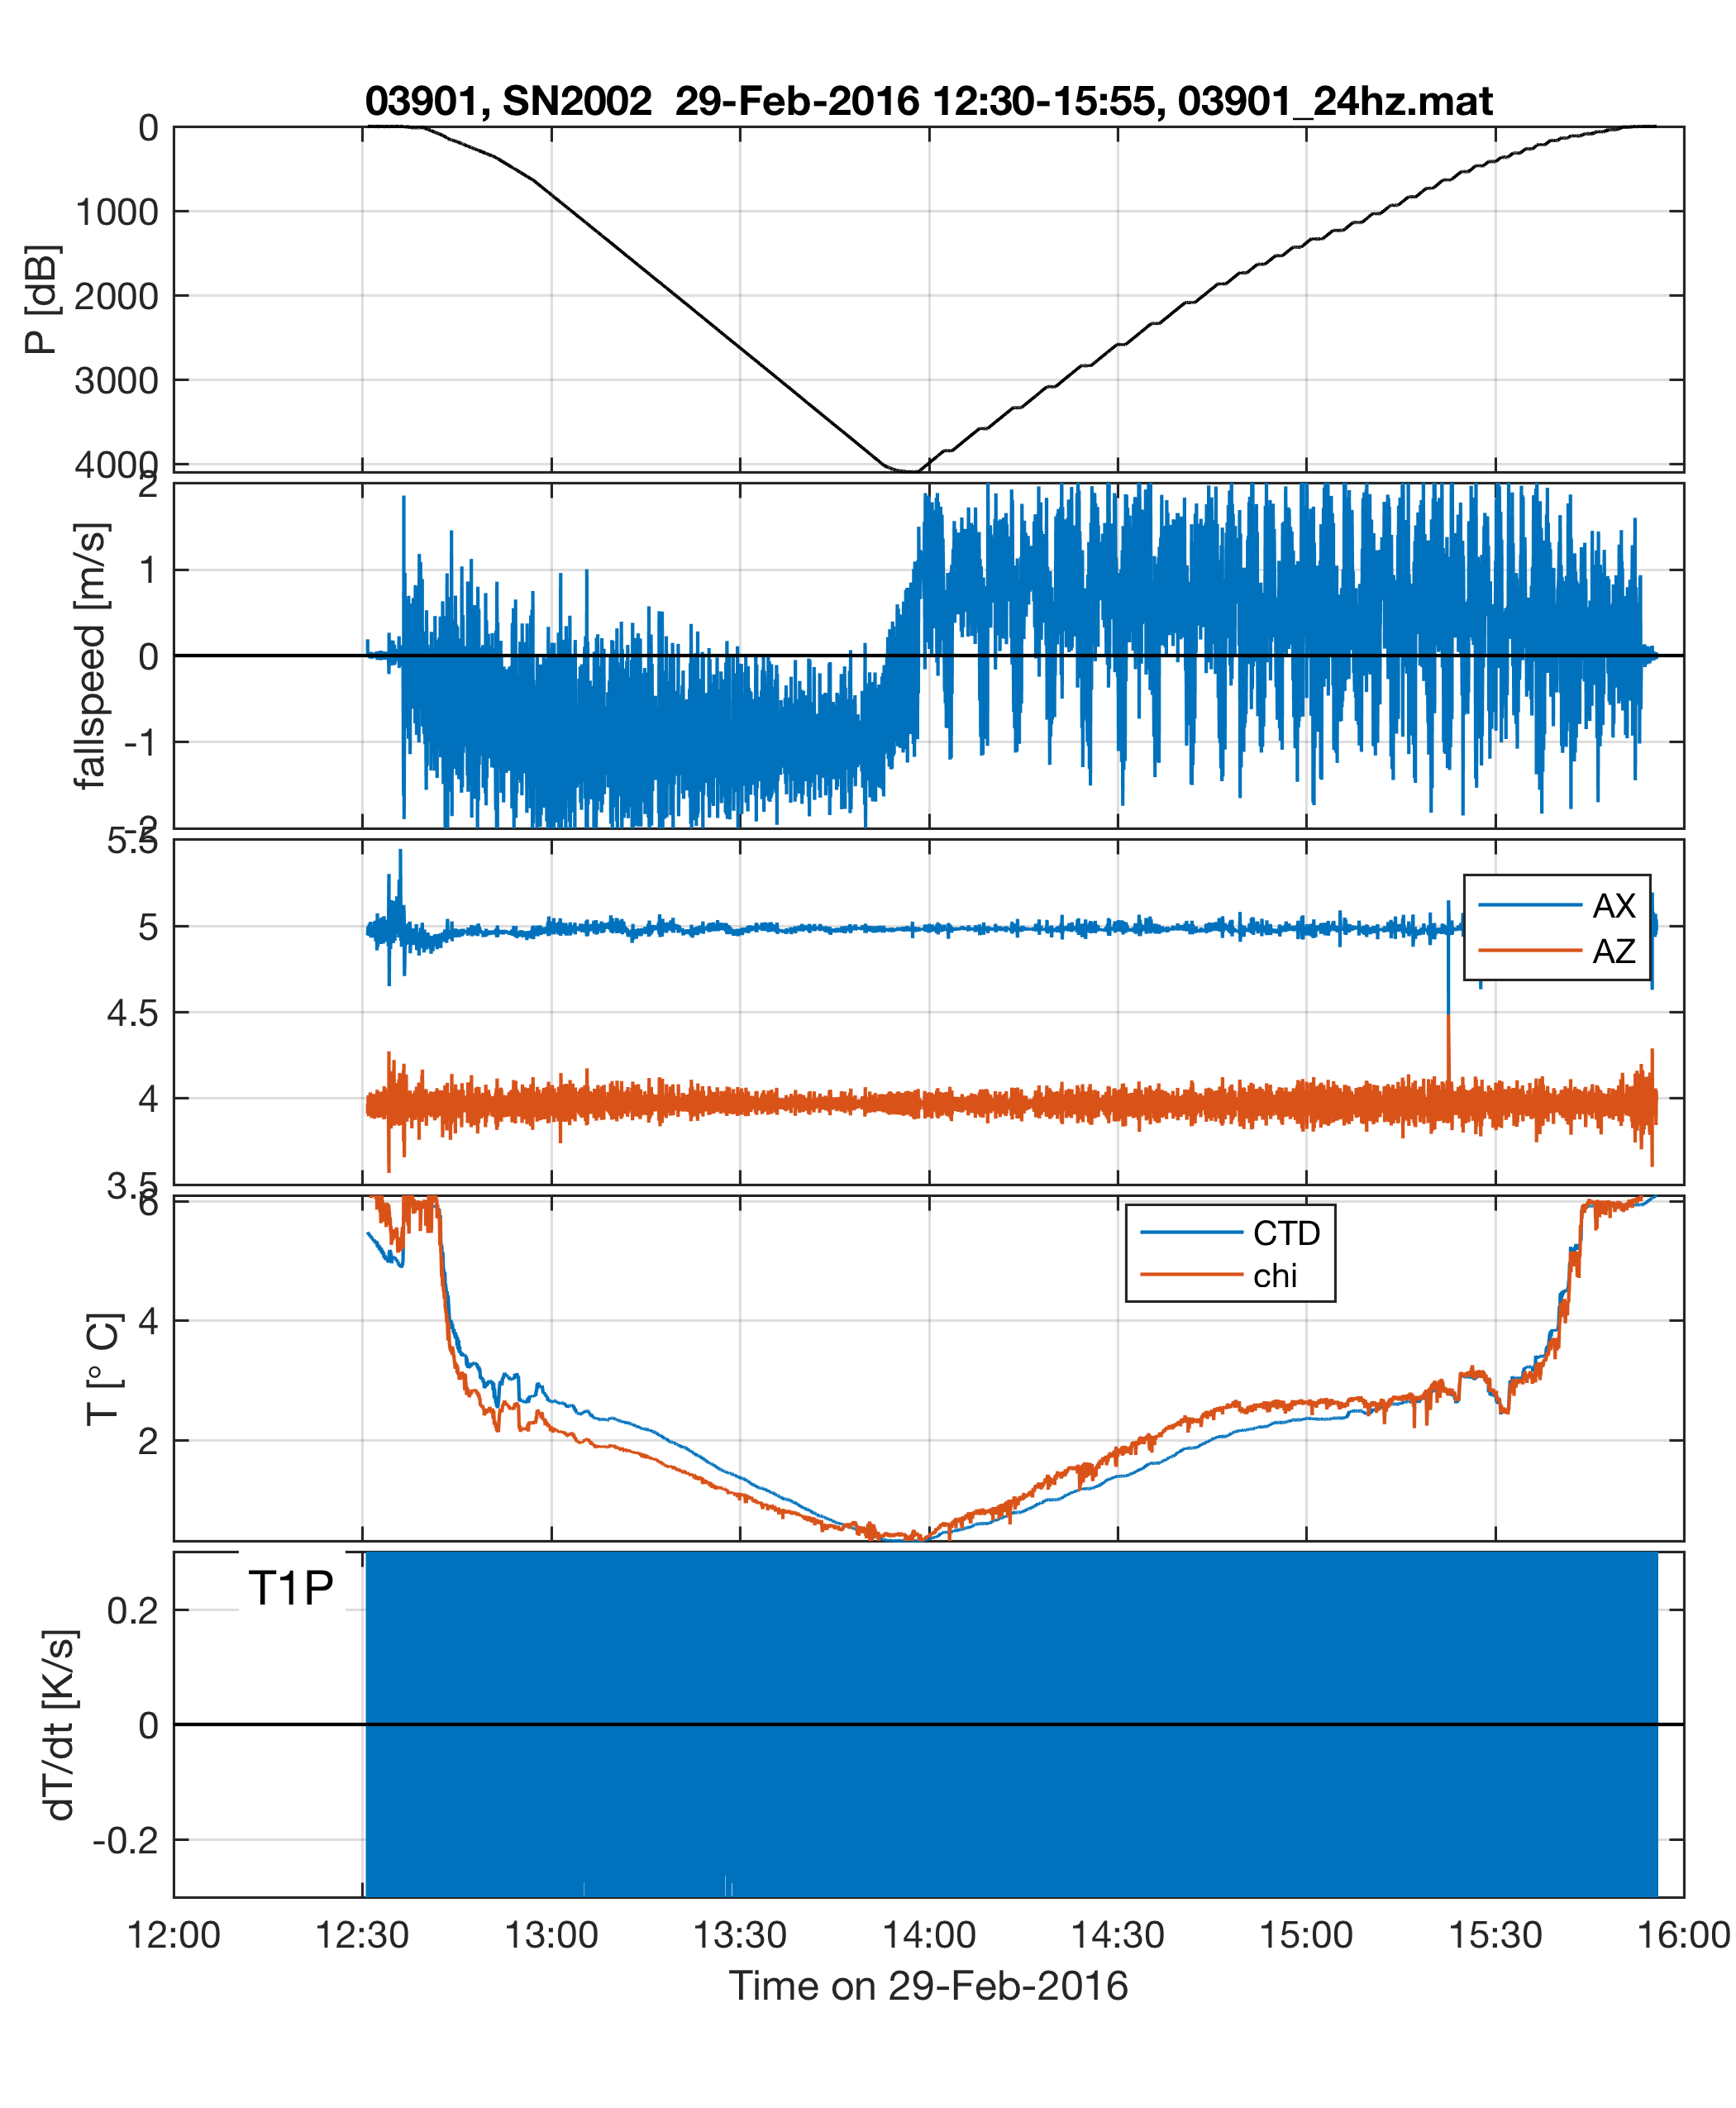 03901, SN2002  29-Feb-2016 12:30-15:55, 03901_24hz.mat
0
1000
2000
3000
4000
P [dB]
2
1
0
-1
-2
fallspeed [m/s]
5.5
5
4.5
4
3.5
AX
AZ
6
4
2
T [° C]
CTD
chi
T1P
0.2
0
-0.2
dT/dt [K/s]
12:00 12:30 13:00 13:30 14:00 14:30 15:00 15:30 16:00
Time on 29-Feb-2016